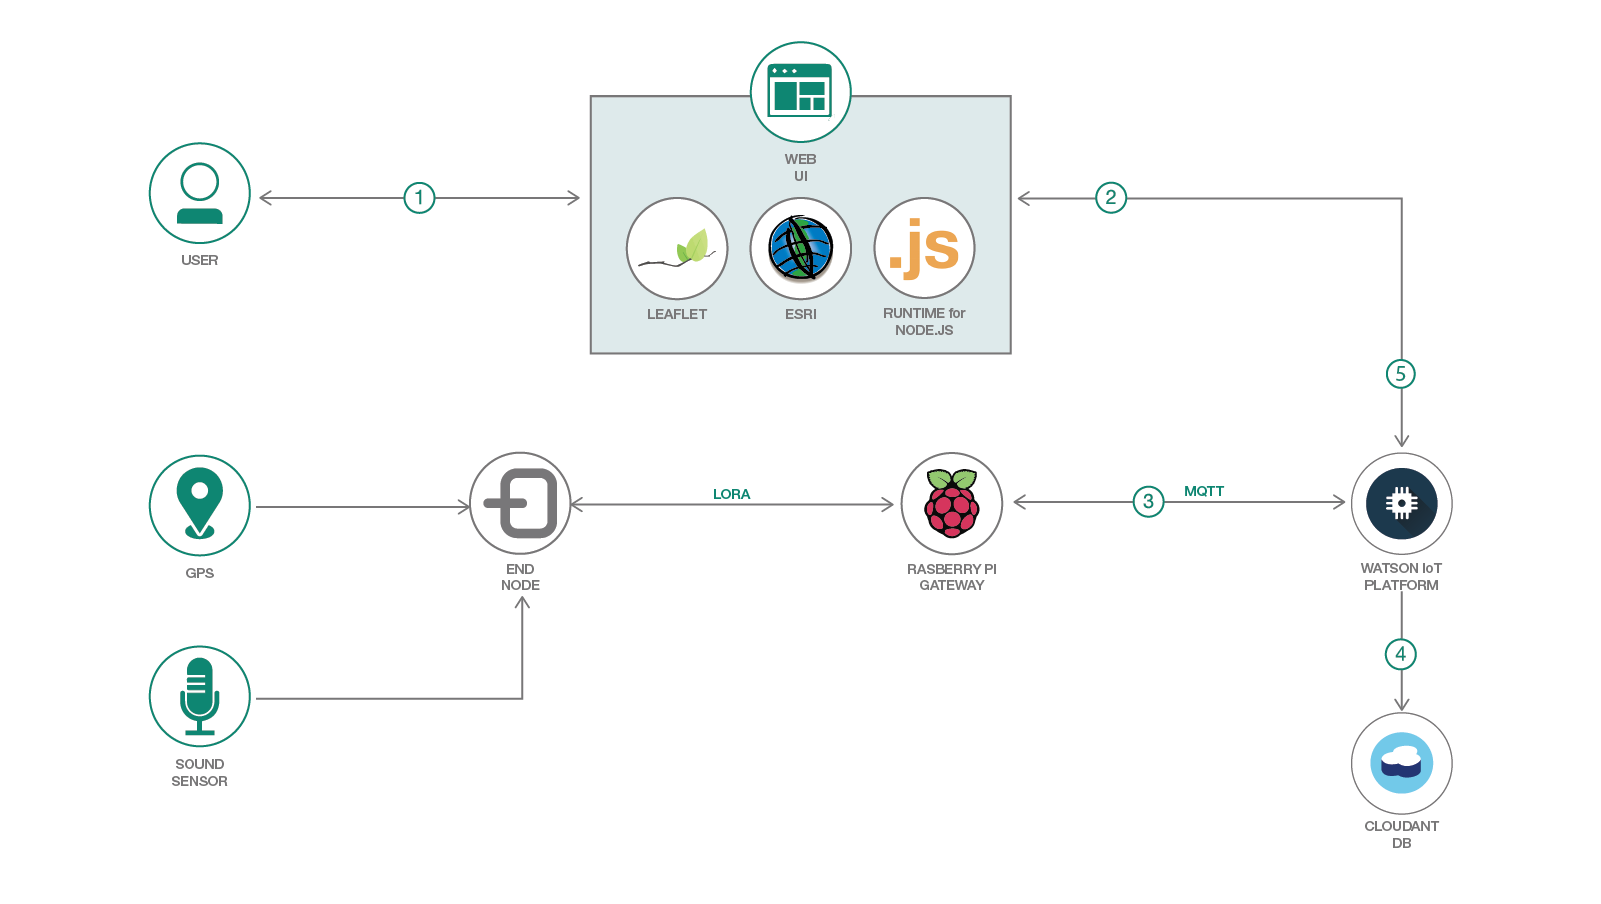 WEB
UI
1
2
.js
USER
LEAFLET
ESRI
RUNTIME for
NODE.JS
5
LORA
3
MQTT
GPS
END
NODE
RASBERRY PI
GATEWAY
WATSON IoT
PLATFORM
4
SOUND
SENSOR
CLOUDANT
DB